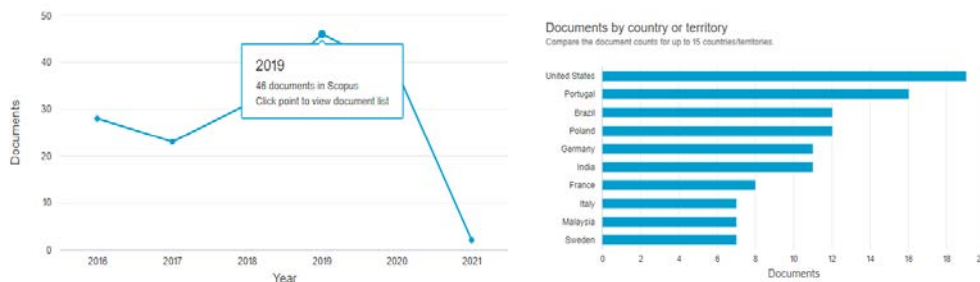 50
40
30
20
10
0
Documents
2019
46 documents in Scopus
Click point to view document list
2016 2017 2018 2019 2020 2021
Year
Documents by country or territory
Compare the document counts for up to 15 countries/territories.
United States
Portugal
Brazil
Poland
Germany
India
France
Italy
Malaysia
Sweden
0 2 4 6 8 10 12 14 16 18
Documents